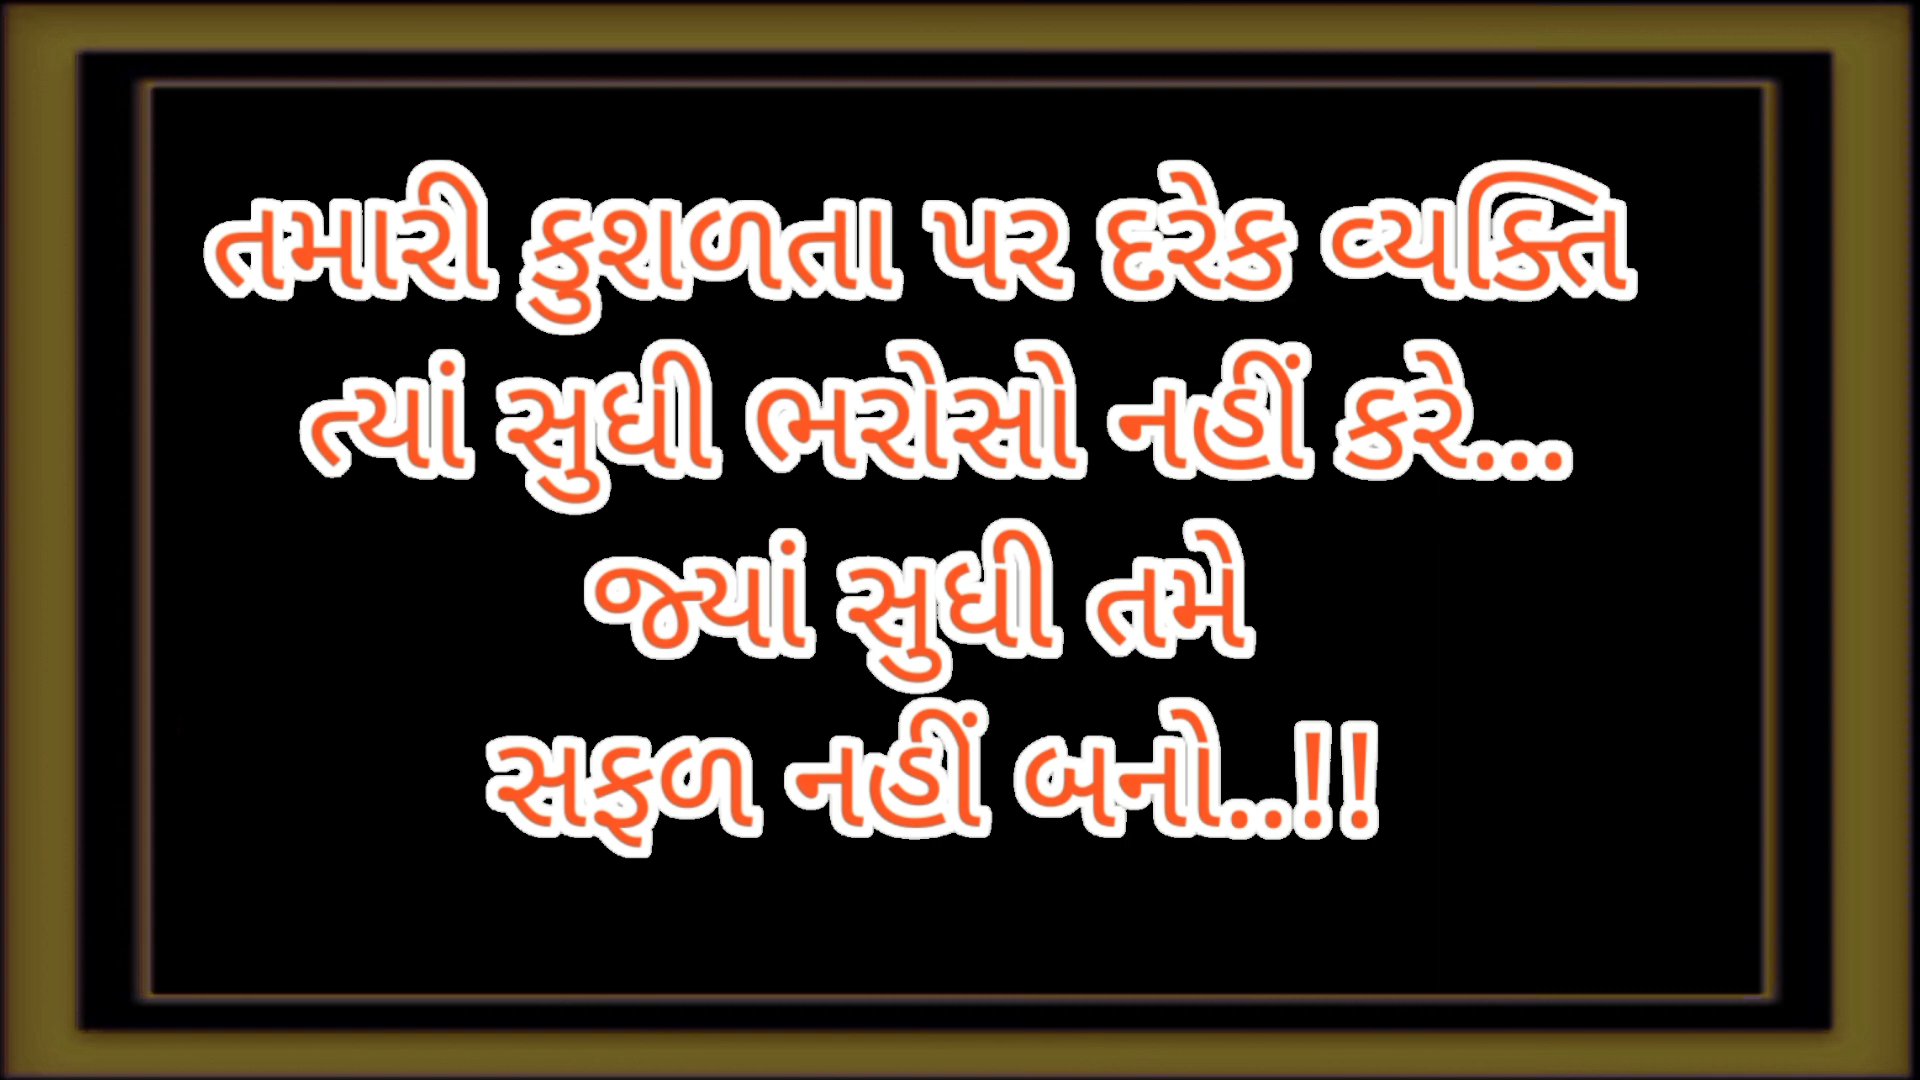 તમારી કુશળતા પર દરેક વ્યક્તિ
ત્યાં સુધી ભરોસો નહીં કરે...
જ્યાં સુધી તમે
સફળ નહીં બનો..!!